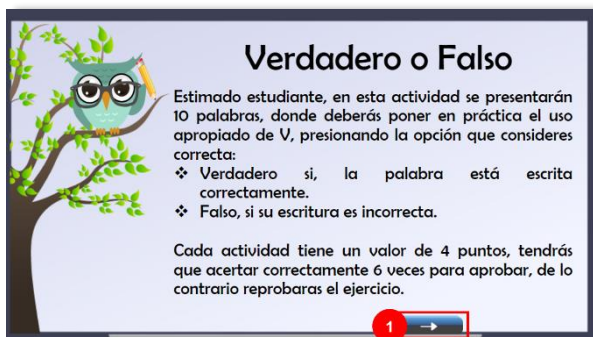 Verdadero o Falso
Estimado estudiante, en esta actividad se presentarán
10 palabras, donde deberás poner en práctica el uso
apropiado de V, presionando la opción que consideres
correcta:
❖ Verdadero si, la palabra está escrita
correctamente.
❖ Falso, si su escritura es incorrecta.
Cada actividad tiene un valor de 4 puntos, tendrás
que acertar correctamente 6 veces para aprobar, de lo
contrario reprobaras el ejercicio.
1 →